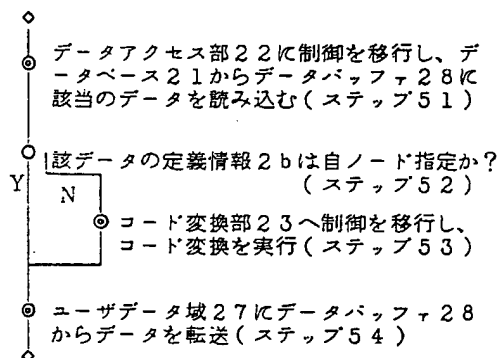 データアクセス部22に制御を移行し、デ
ータベース21からデータバッファ28に
該当のデータを読み込む(ステップ51)
該データの定義情報2bは自ノード指定か?
(ステップ52)
Y
N
コード変換部23へ制御を移行し、
コード変換を実行(ステップ53)
ユーザデータ域27にデータバッファ28
からデータを転送(ステップ54)